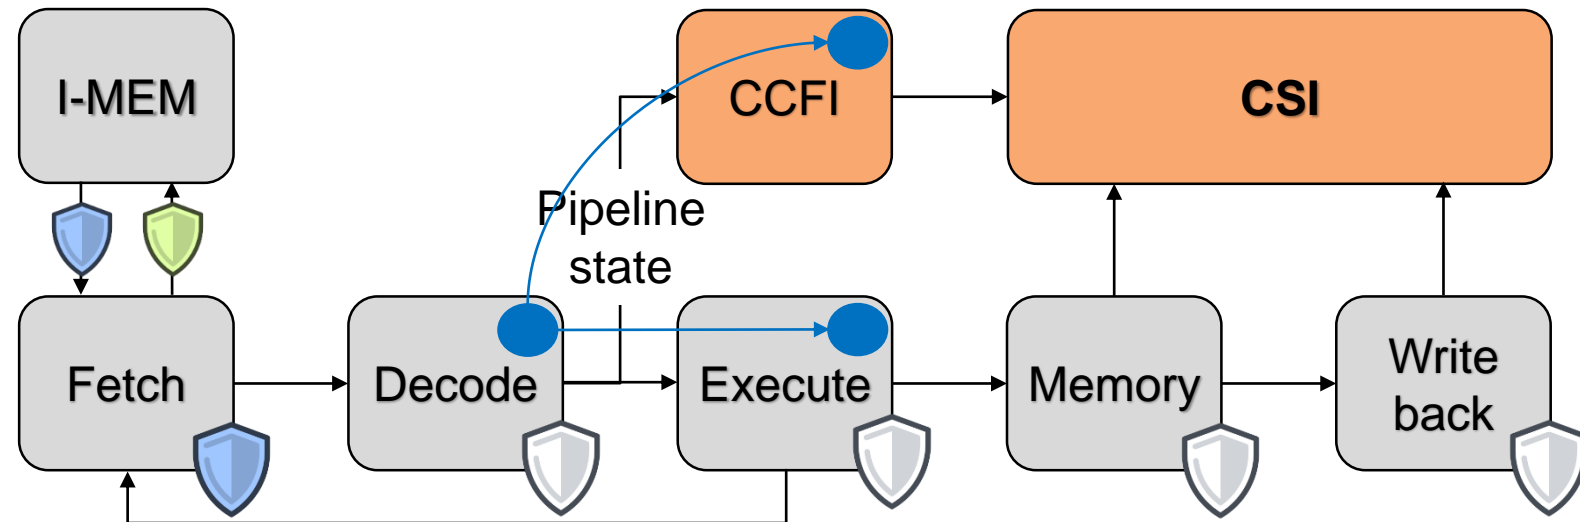 I-MEM
CCFI
CSI
Pipeline
state
Fetch
Decode
Execute
Memory
Write
back